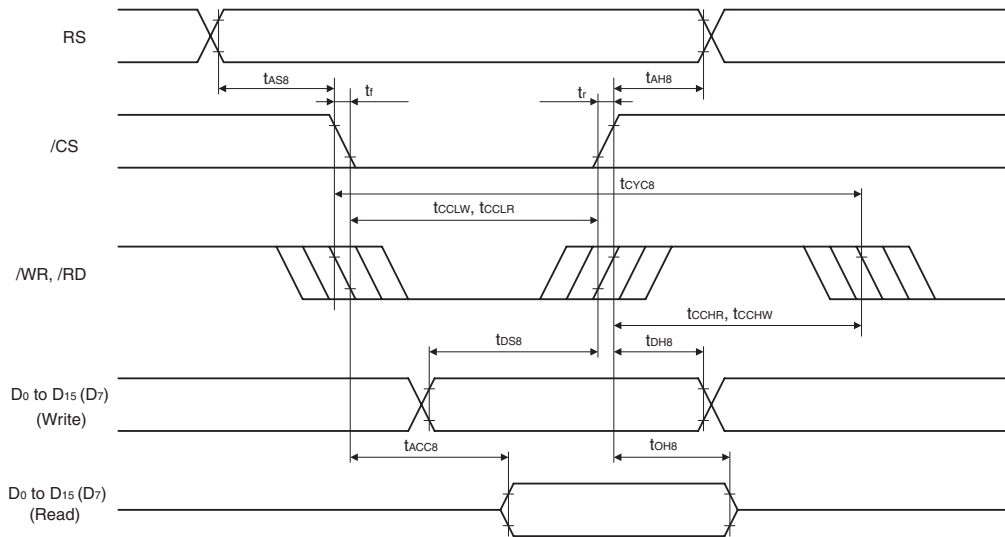 RS
tAS8
tf
tr
tAH8
/CS
tCYC8
tCCLW, tCCLR
/WR, /RD
tCCHR, tCCHW
tDS8
tDH8
D0 to D15 (D7)
(Write)
tACC8
tOH8
D0 to D15 (D7)
(Read)